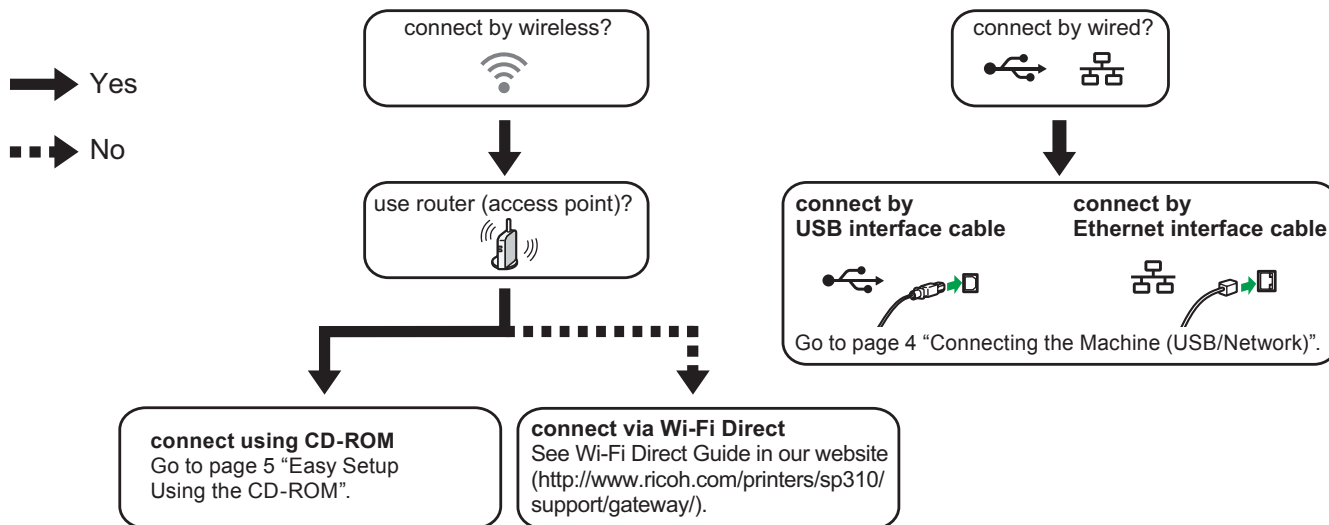 Yes
No
connect by wireless?
use router (access point)?
connect using CD-ROM
Go to page 5 “Easy Setup
Using the CD-ROM”.
connect via Wi-Fi Direct
See Wi-Fi Direct Guide in our website
(http://www.ricoh.com/printers/sp310/
support/gateway/).
connect by wired?
connect by
USB interface cable
connect by
Ethernet interface cable
Go to page 4 “Connecting the Machine (USB/Network)”.